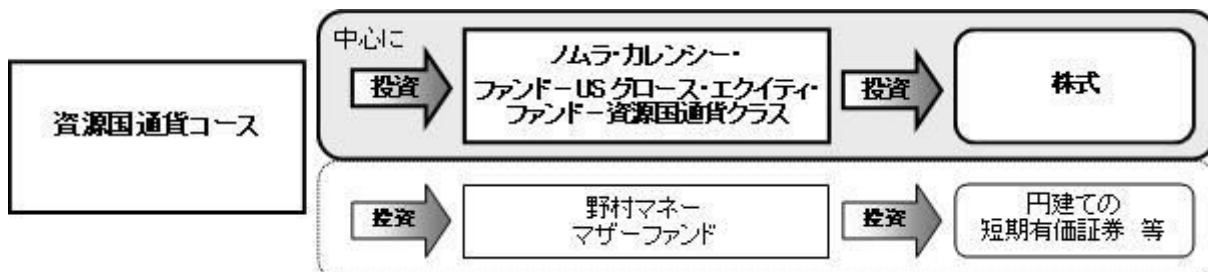 資源国通貨コース
中心に
投資
ノムラ・カレンシー・
ファンド－US グロース・エクイティ・
ファンド－資源国通貨クラス
投資
株式
投資
野村マネー
マザーファンド
投資
円建ての
短期有価証券 等